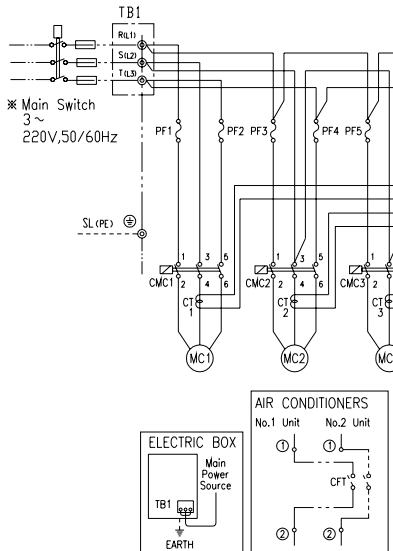 TB1
R(L1)
S(L2)
T(L3)
※ Main Switch
3~
220V,50/60Hz
PF1
PF2
PF3
PF4
PF5
SL(PE)
1
3
5
1
3
5
1
CMC1
2
4
6
CMC2
2
4
6
CMC3
2
CT
1
CT
2
CT
3
MC1
MC2
MC
ELECTRIC BOX
Main
Power
Source
TB1
EARTH
AIR CONDITIONERS
No.1 Unit
No.2 Unit
①
①
CFT
②
②